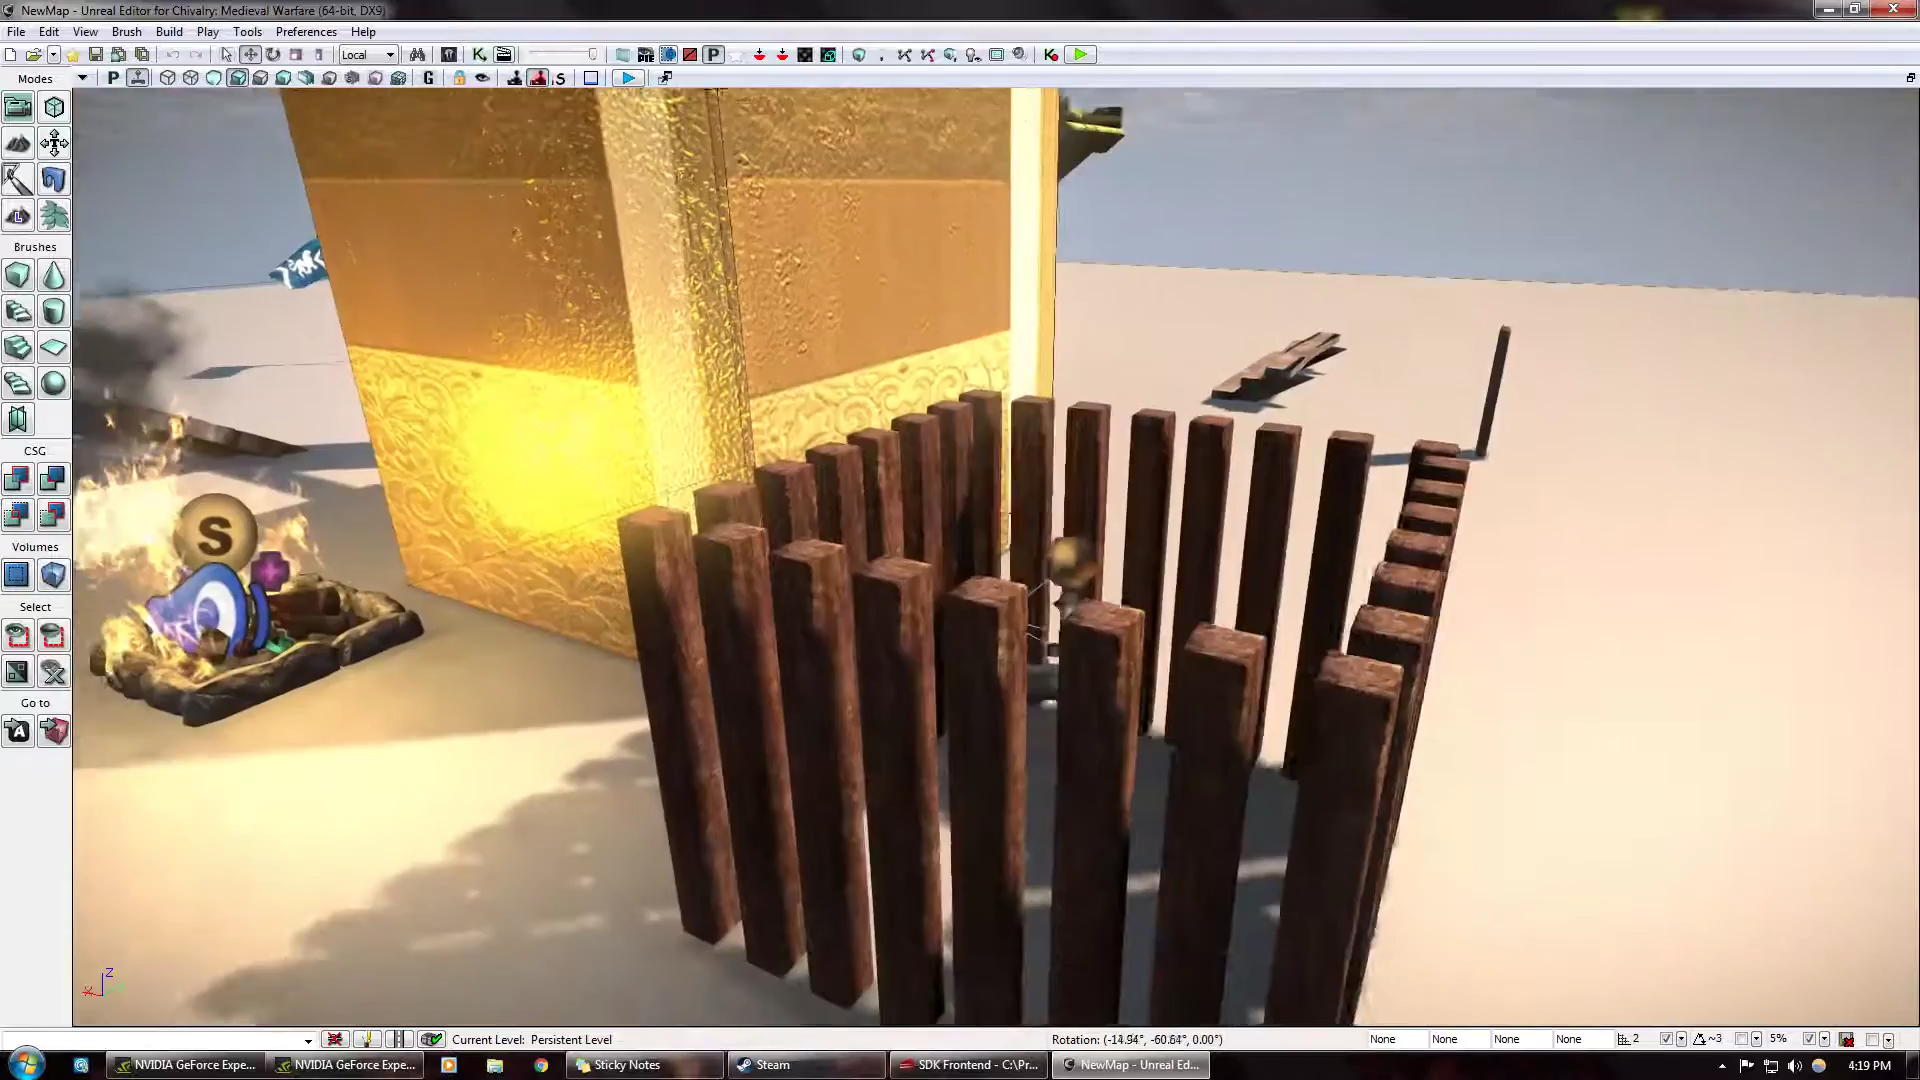 NewMap - Unreal Editor for Chivalry: Medieval Warfare (64-bit, DX9)
File Edit View Brush Build Play Tools Preferences Help
Local
P
Modes
P G S
L
Brushes
CSG
Volumes
Select
Go to
A
S
Z
X
Current Level: Persistent Level
Rotation: (-14.94°, -60.64°, 0.00°)
None None None None 2 ~3 5%
NVIDIA GeForce Expe... NVIDIA GeForce Expe... Sticky Notes Steam SDK Frontend - C:\Pr... NewMap - Unreal Ed... 4:19 PM